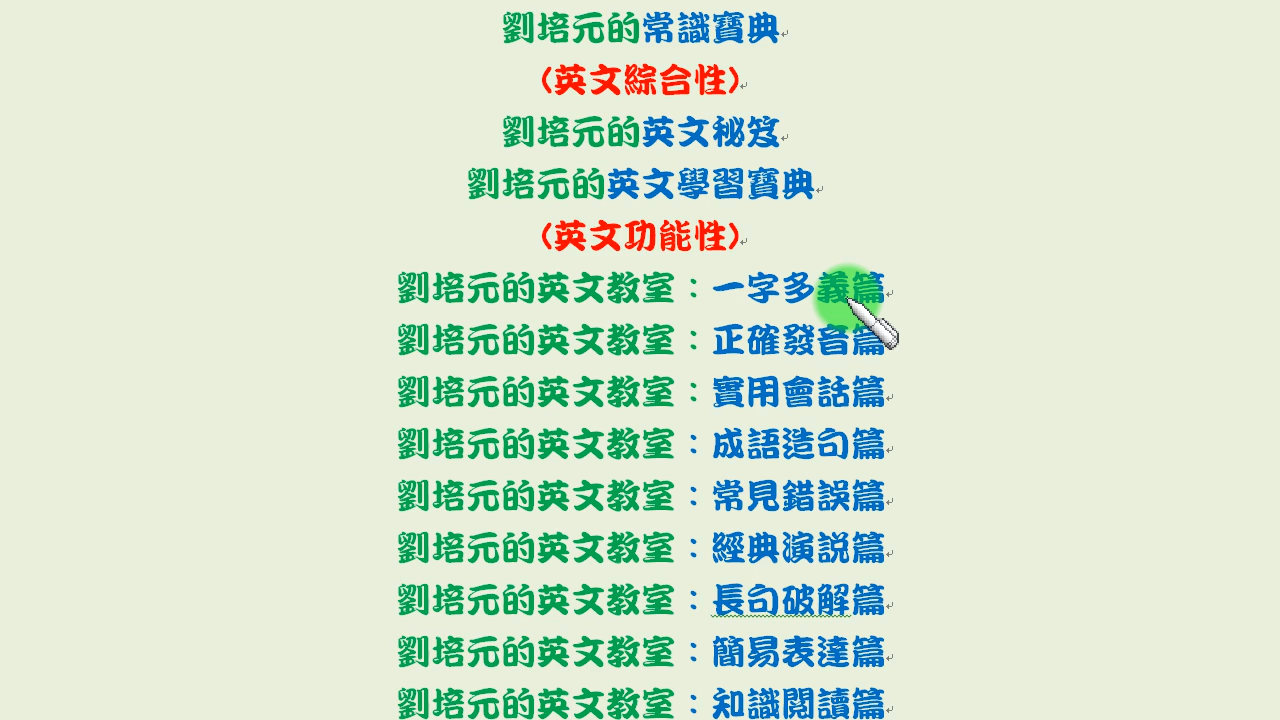 劉培元的常識寶典
(英文綜合性)
劉培元的英文秘笈
劉培元的英文學習寶典
(英文功能性)
劉培元的英文教室：一字多義篇
劉培元的英文教室：正確發音篇
劉培元的英文教室：實用會話篇
劉培元的英文教室：成語造句篇
劉培元的英文教室：常見錯誤篇
劉培元的英文教室：經典演説篇
劉培元的英文教室：長句破解篇
劉培元的英文教室：簡易表達篇
劉培元的英文教室：知識閱讀篇